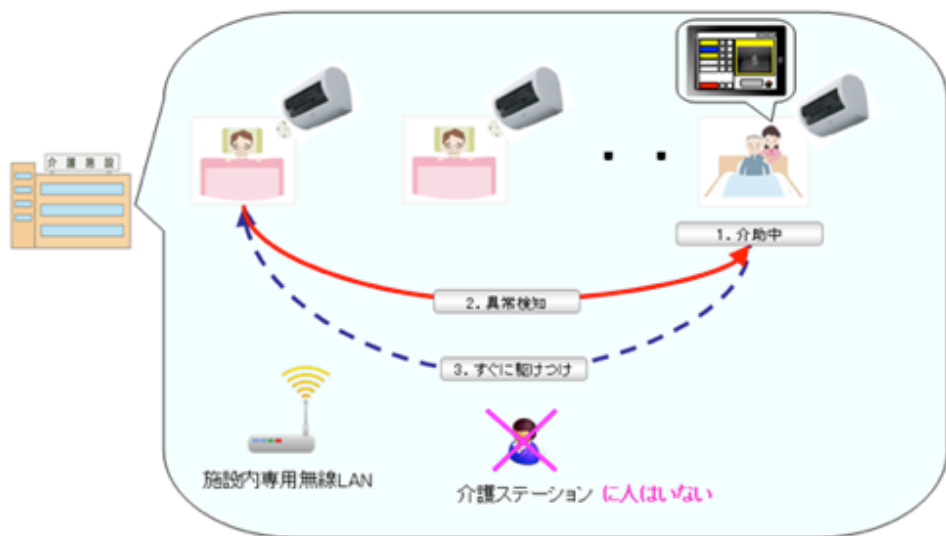 介護施設
1. 介助中
2. 異常検知
3. すぐに駆けつけ
施設内専用無線LAN
介護ステーション に人はいない